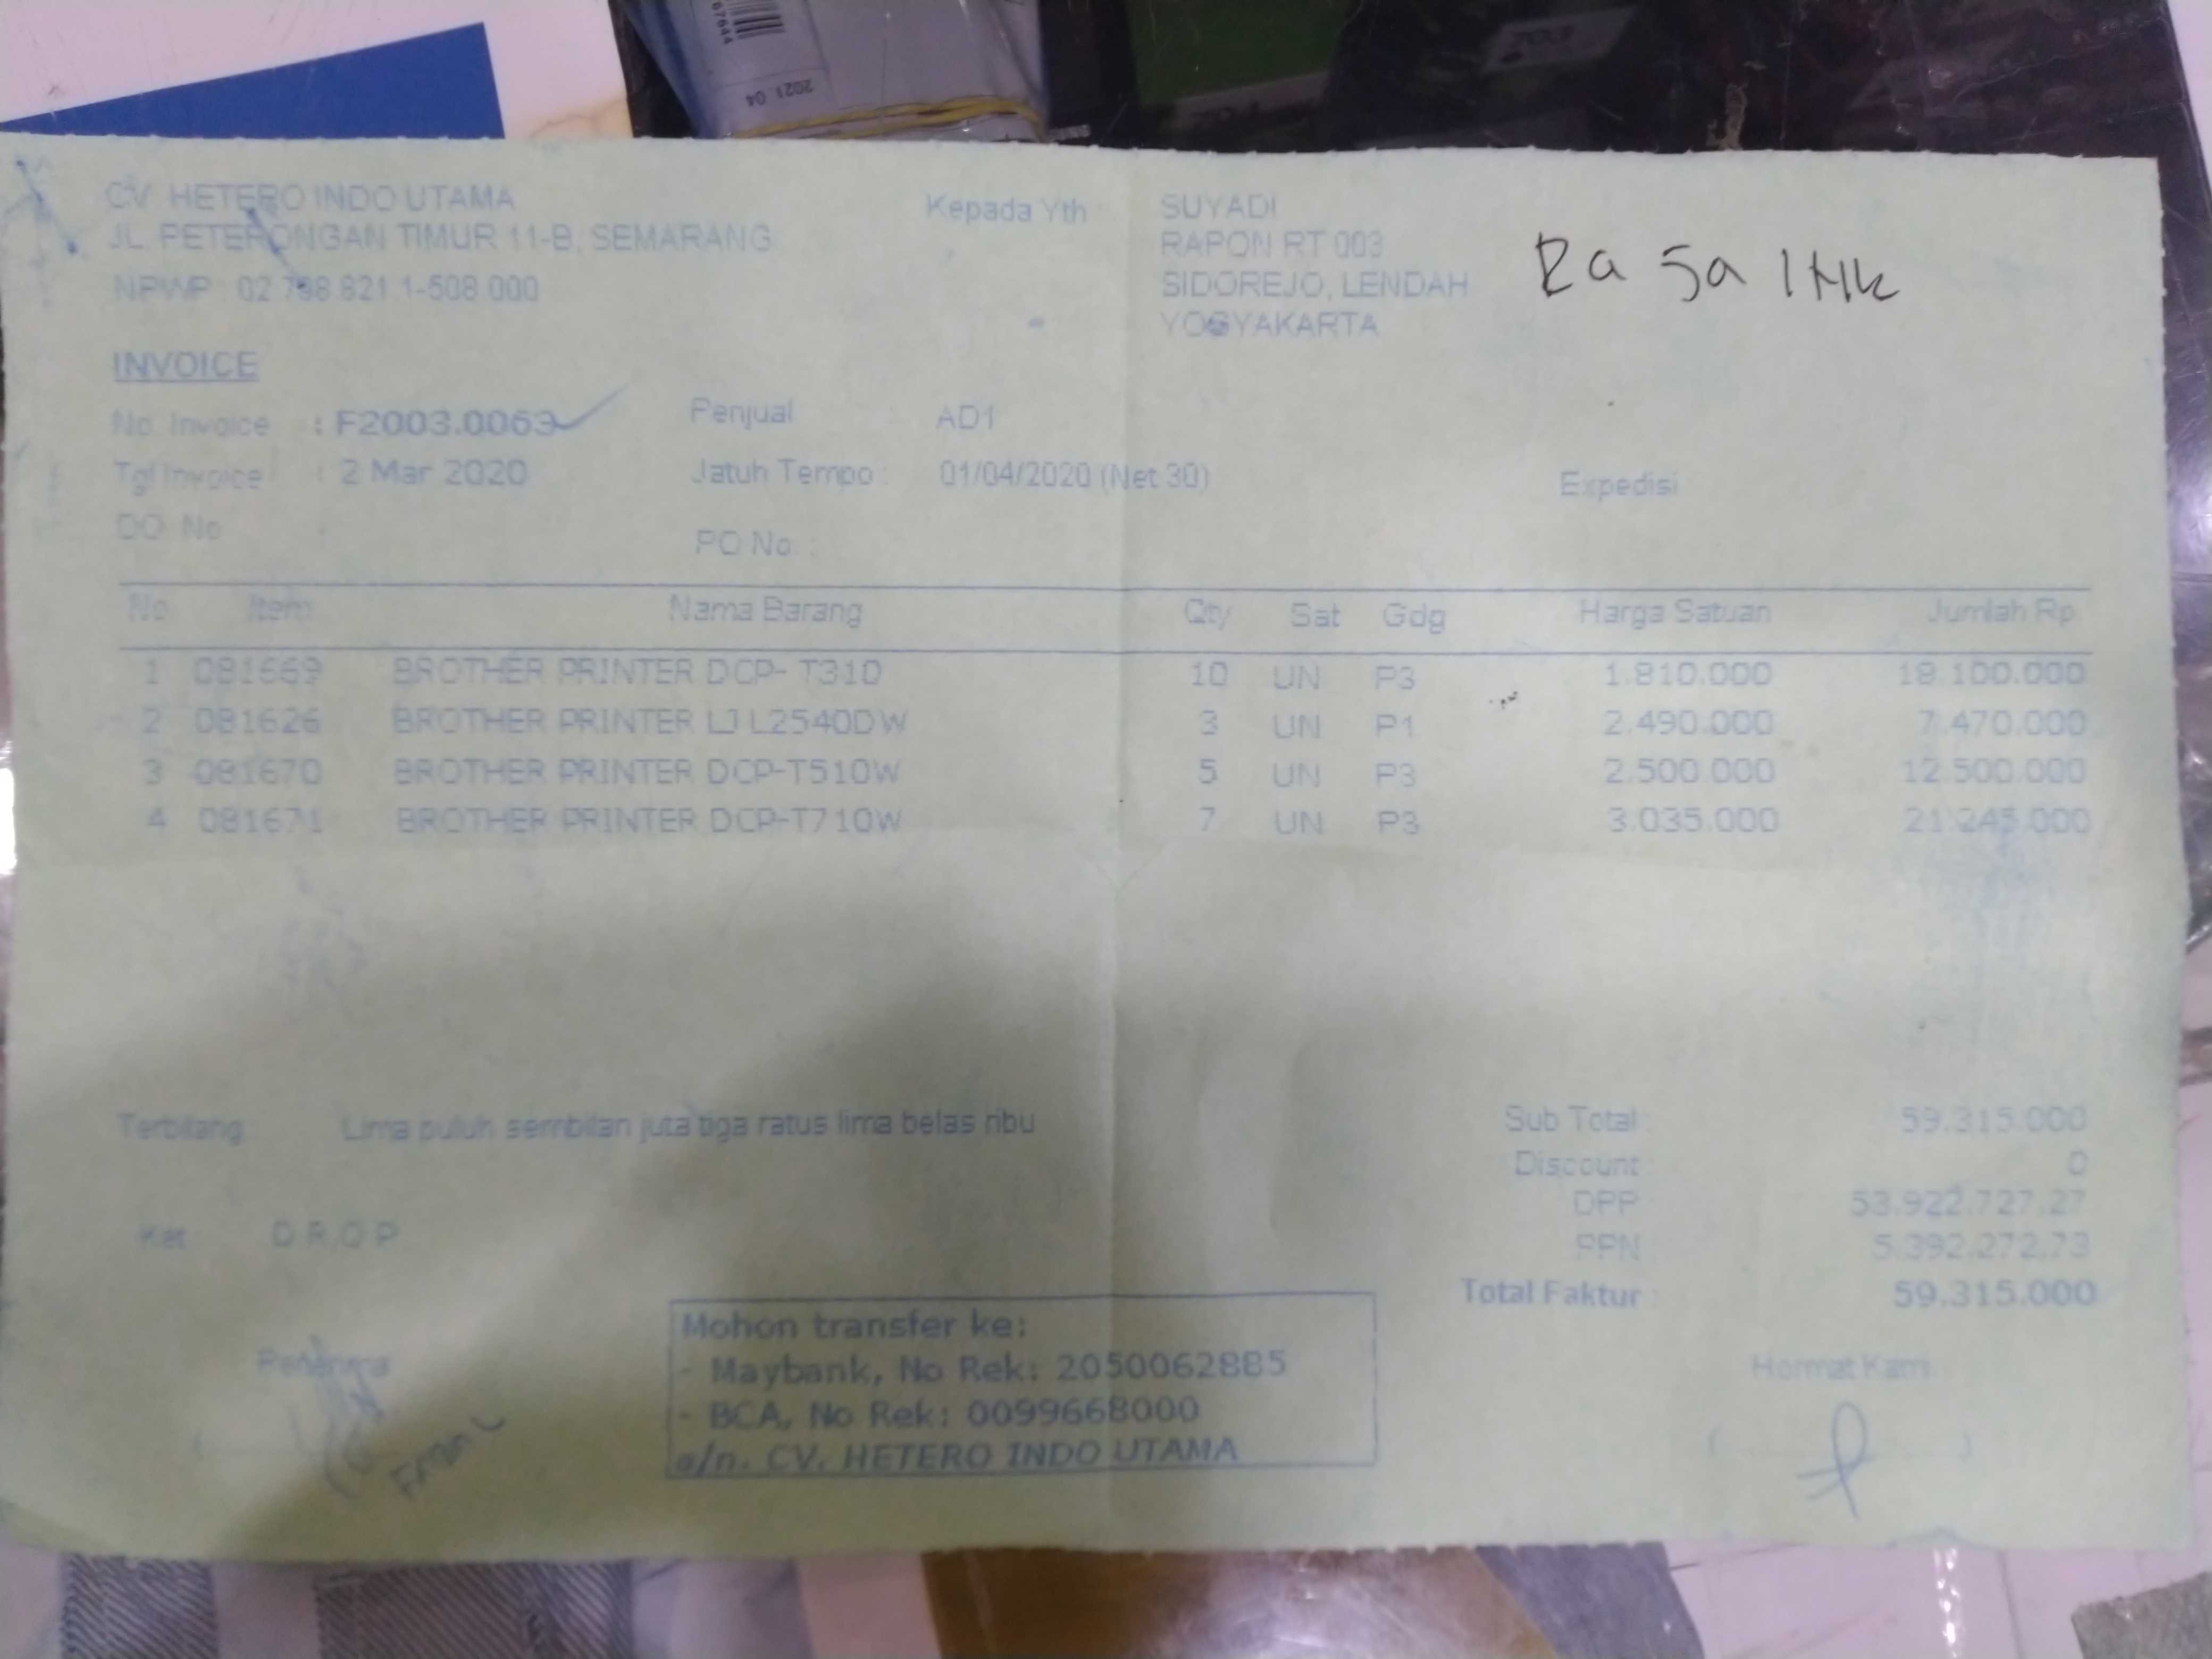 2021 04
CV. HETERO INDO UTAMA
JL. PETERONGAN TIMUR 11-B, SEMARANG
NPWP : 02 788 821 1-508 000
Kepada Yth :
SUYADI
RAPON RT 003
SIDOREJO, LENDAH
YOGYAKARTA
Rasa Ink
INVOICE
No. Invoice : F2003.0063
Penjual : AD1
Tgl Invoice : 2 Mar 2020
Jatuh Tempo : 01/04/2020 (Net 30)
Expedisi
DO. No :
PO No. :
No Item Nama Barang Qty Sat Gdg Harga Satuan Jumlah Rp
1 081669 BROTHER PRINTER DCP- T310 10 UN P3 1.810.000 18.100.000
2 081626 BROTHER PRINTER LJ L2540DW 3 UN P1 2.490.000 7.470.000
3 081670 BROTHER PRINTER DCP-T510W 5 UN P3 2.500.000 12.500.000
4 081671 BROTHER PRINTER DCP-T710W 7 UN P3 3.035.000 21.245.000
Terbilang Lima puluh sembilan juta tiga ratus lima belas ribu
Sub Total : 59.315.000
Discount : 0
DPP 53.922.727,27
PPN 5.392.272,73
Total Faktur : 59.315.000
Ket D R O P
Penerima
Mohon transfer ke:
- Maybank, No Rek: 2050062885
- BCA, No Rek: 0099668000
a/n. CV. HETERO INDO UTAMA
Hormat Kami